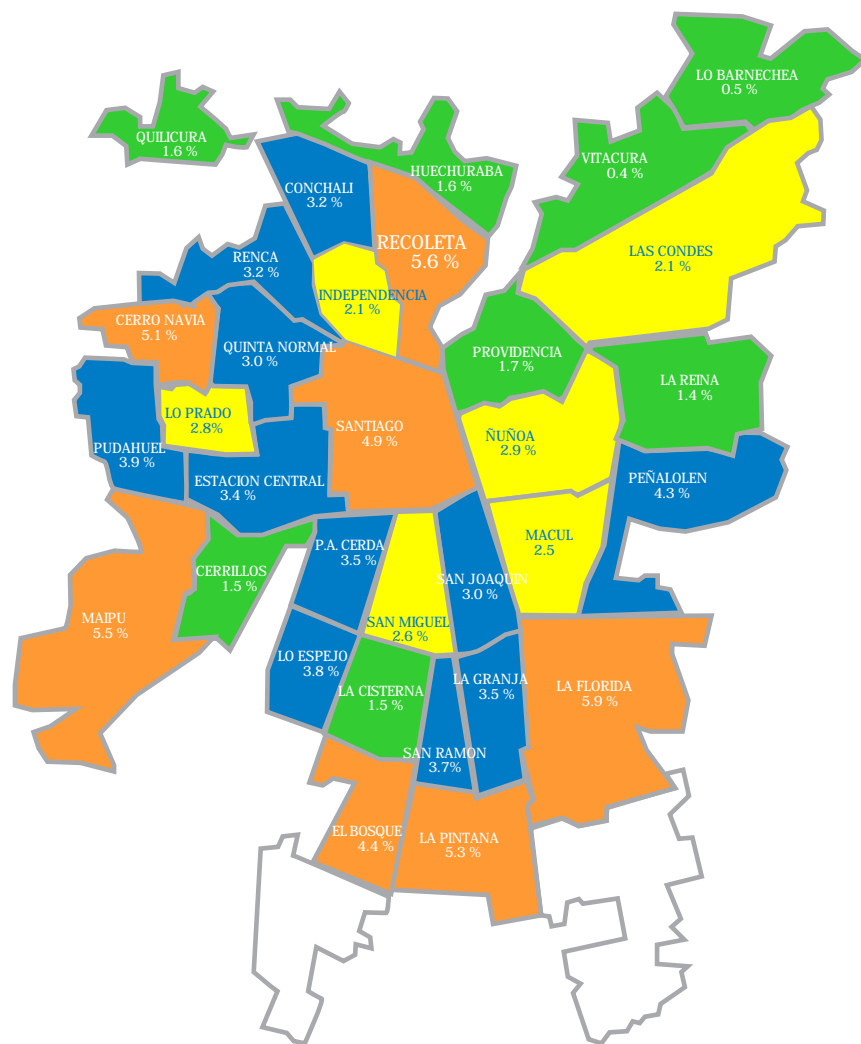 LO BARNECHEA
0.5 %
QUILICURA
1.6 %
VITACURA
0.4 %
HUECHURABA
1.6 %
CONCHALI
3.2 %
RECOLETA
5.6 %
LAS CONDES
2.1 %
RENCA
3.2 %
INDEPENDENCIA
2.1 %
CERRO NAVIA
5.1 %
QUINTA NORMAL
3.0 %
PROVIDENCIA
1.7 %
LA REINA
1.4 %
LO PRADO
2.8%
SANTIAGO
4.9 %
ÑUÑOA
2.9 %
PUDAHUEL
3.9 %
ESTACION CENTRAL
3.4 %
PEÑALOLEN
4.3 %
P.A. CERDA
3.5 %
MACUL
2.5
CERRILLOS
1.5 %
SAN JOAQUIN
3.0 %
MAIPU
5.5 %
SAN MIGUEL
2.6 %
LO ESPEJO
3.8 %
LA CISTERNA
1.5 %
LA GRANJA
3.5 %
LA FLORIDA
5.9 %
SAN RAMON
3.7%
EL BOSQUE
4.4 %
LA PINTANA
5.3 %